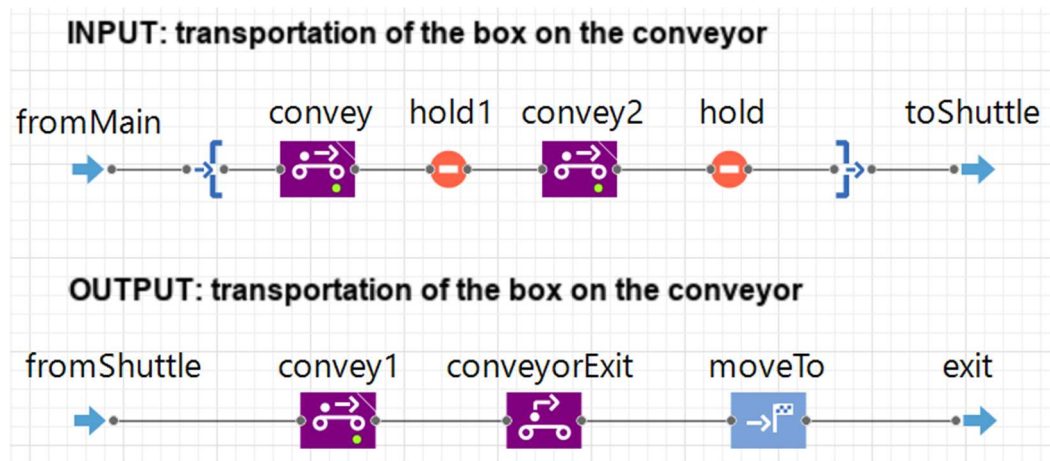 INPUT: transportation of the box on the conveyor
fromMain convey hold1 convey2 hold toShuttle
OUTPUT: transportation of the box on the conveyor
fromShuttle convey1 conveyorExit moveTo exit